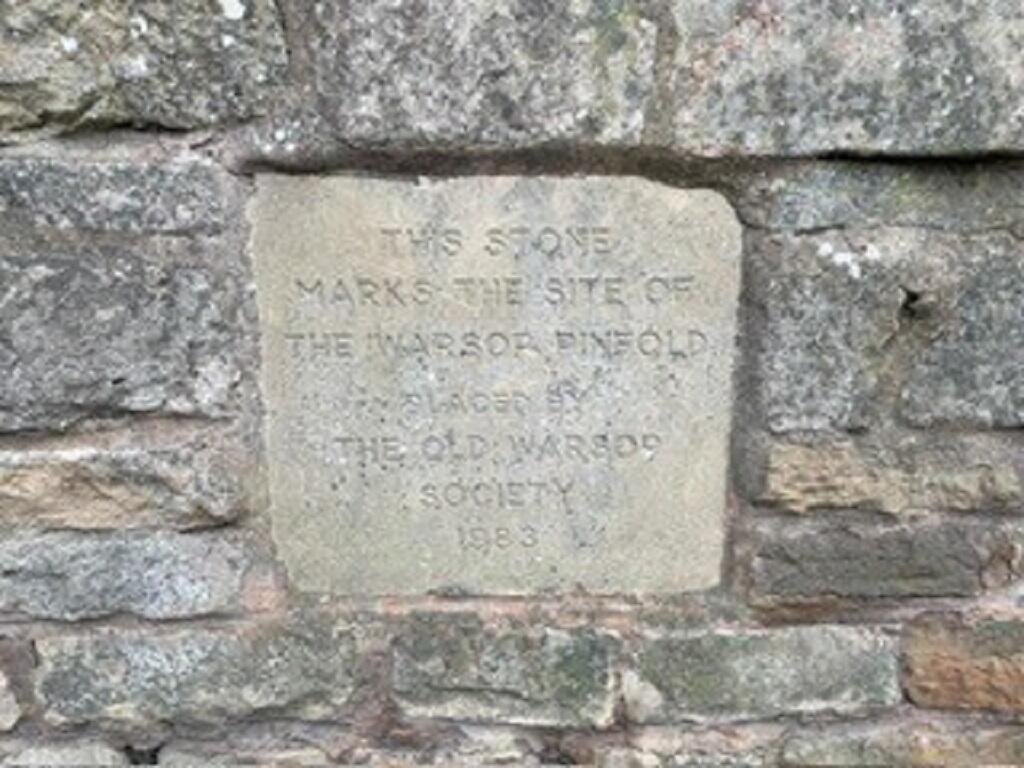 THIS STONE
MARKS THE SITE OF
THE WARSOP PINFOLD
PLACED BY
THE OLD WARSOP
SOCIETY
1983